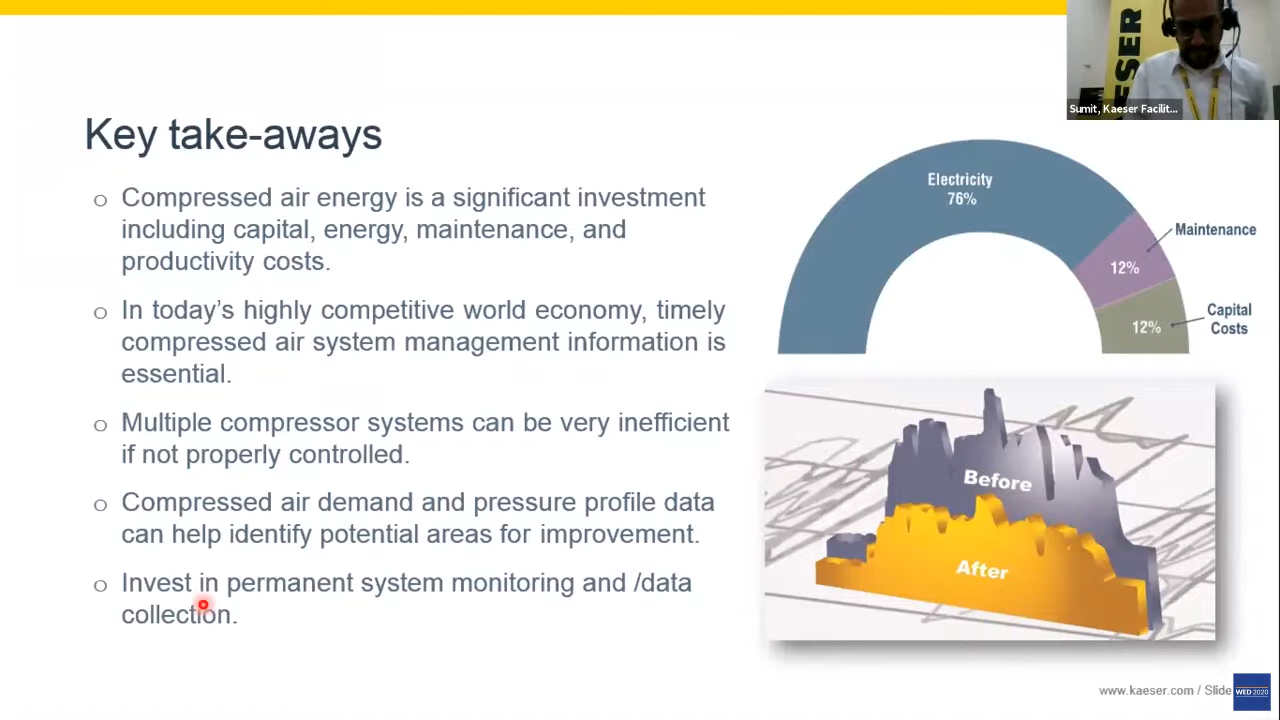 ESER
Sumit, Kaeser Facilit...
Key take-aways
Compressed air energy is a significant investment
including capital, energy, maintenance, and
productivity costs.
In today’s highly competitive world economy, timely
compressed air system management information is
essential.
Multiple compressor systems can be very inefficient
if not properly controlled.
Compressed air demand and pressure profile data
can help identify potential areas for improvement.
Invest in permanent system monitoring and /data
collection.
Electricity
76%
Maintenance
12%
Capital
Costs
12%
Before
After
www.kaeser.com / Slide
WED 2020